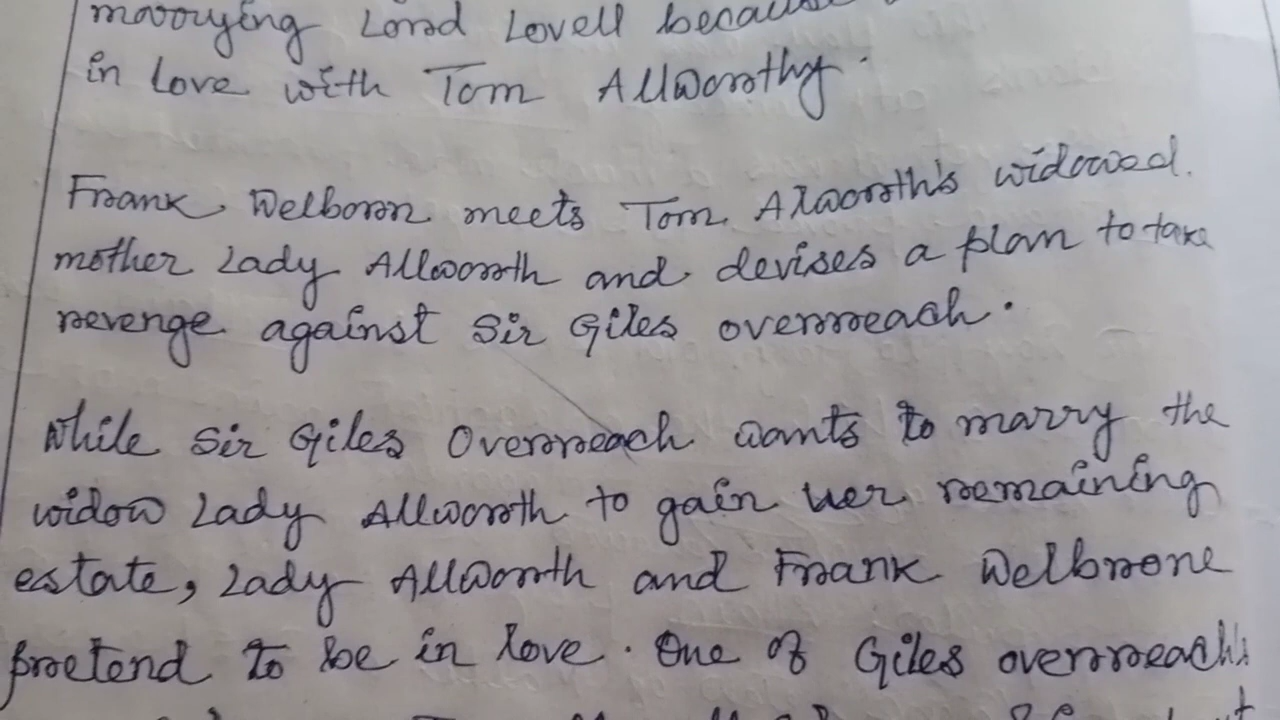 marrying Lord Lovell because
in love with Tom Allworthy.
Frank Welborn meets Tom Alworth's widowed
mother Lady Allworth and devises a plan to take
revenge against Sir Giles overreach.
While Sir Giles Overreach wants to marry the
widow Lady Allworth to gain her remaining
estate, Lady Allworth and Frank Welbrone
pretend to be in love. One of Giles overreach's